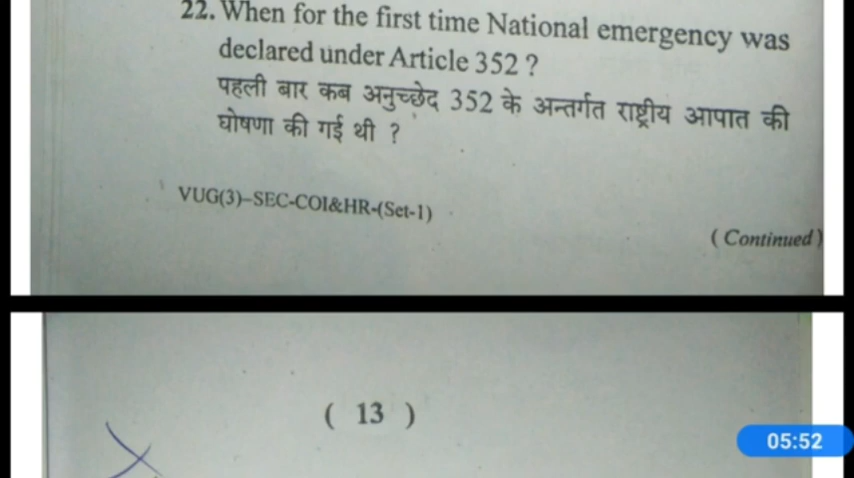 22. When for the first time National emergency was
declared under Article 352 ?
पहली बार कब अनुच्छेद 352 के अन्तर्गत राष्ट्रीय आपात की
घोषणा की गई थी ?
VUG(3)–SEC-COI&HR-(Set-1)
( Continued )
( 13 )
05:52